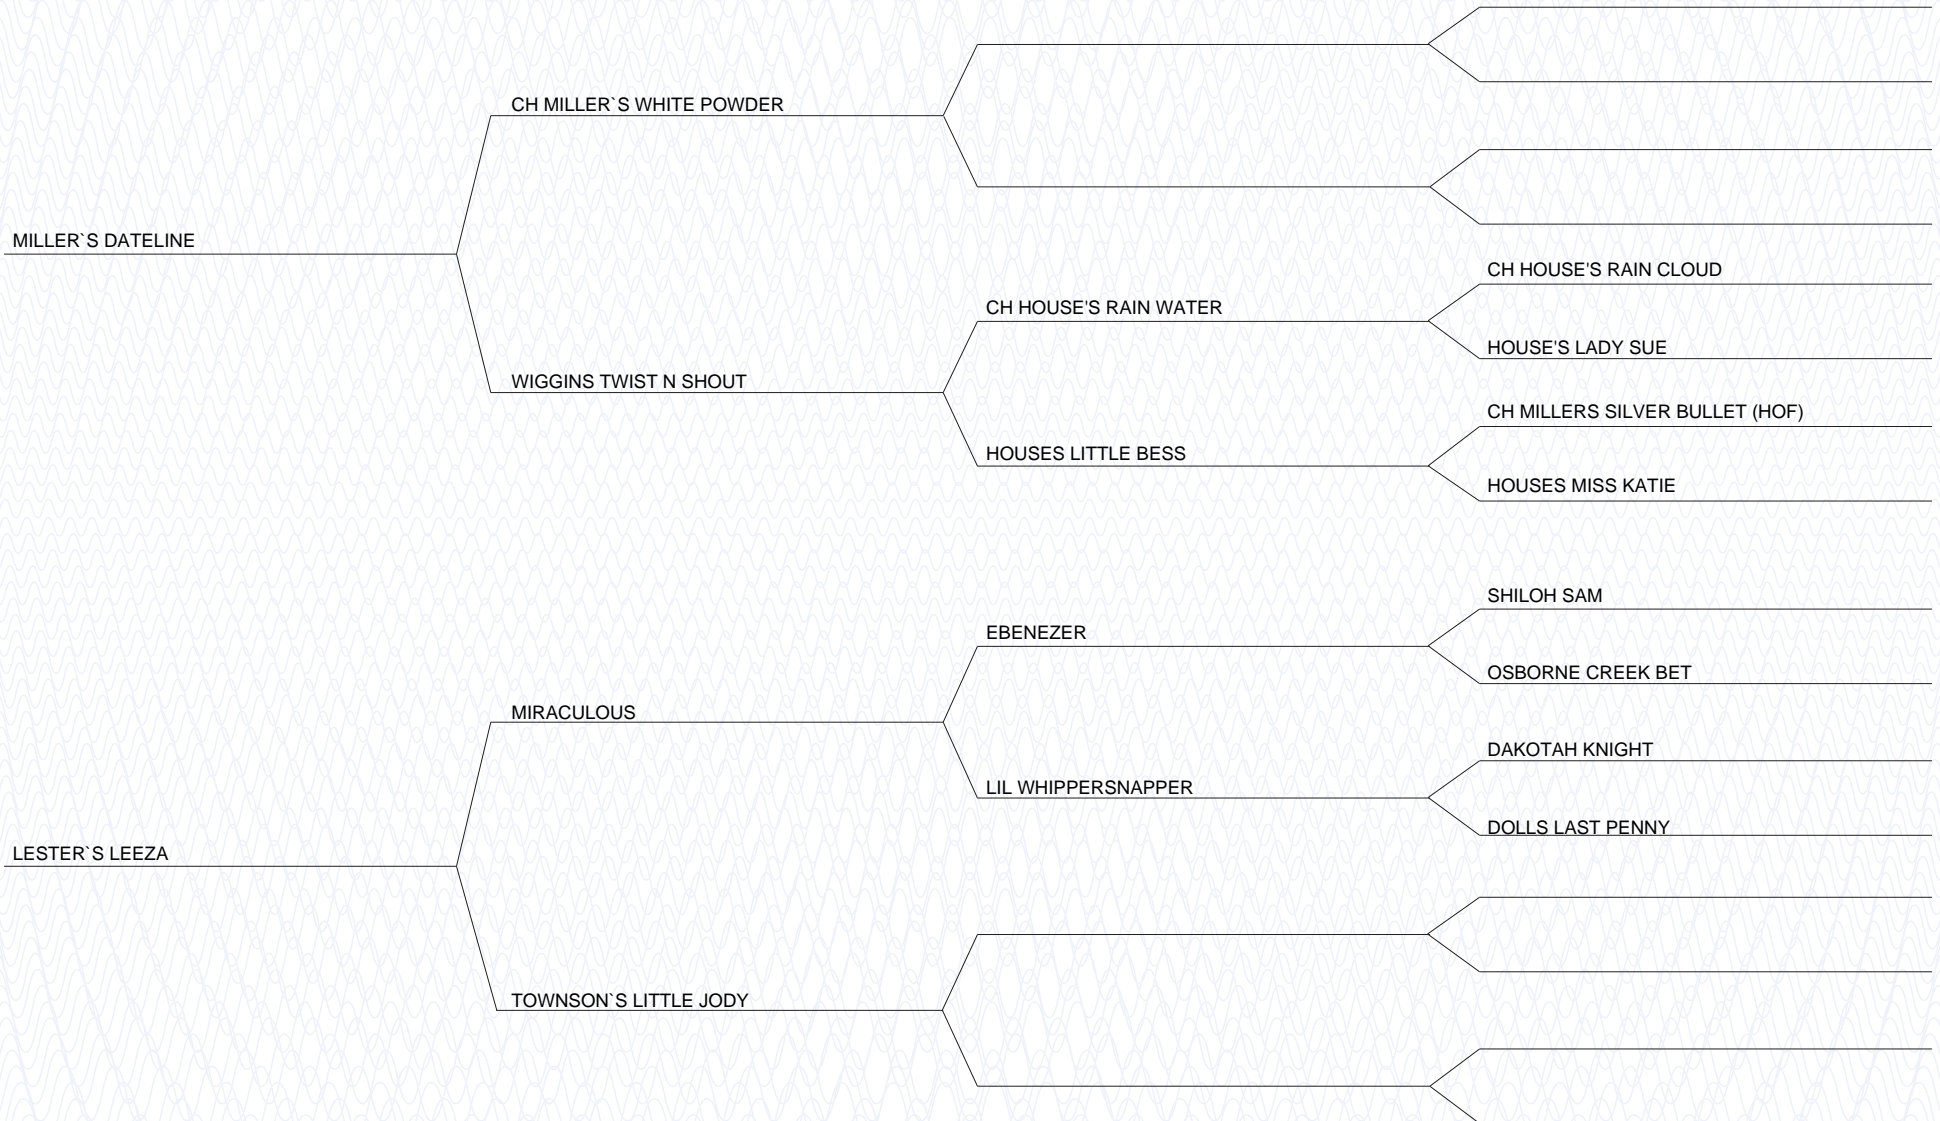 CH MILLER`S WHITE POWDER
MILLER`S DATELINE
CH HOUSE'S RAIN CLOUD
CH HOUSE'S RAIN WATER
HOUSE'S LADY SUE
WIGGINS TWIST N SHOUT
CH MILLERS SILVER BULLET (HOF)
HOUSES LITTLE BESS
HOUSES MISS KATIE
SHILOH SAM
EBENEZER
OSBORNE CREEK BET
MIRACULOUS
DAKOTAH KNIGHT
LIL WHIPPERSNAPPER
DOLLS LAST PENNY
LESTER`S LEEZA
TOWNSON`S LITTLE JODY